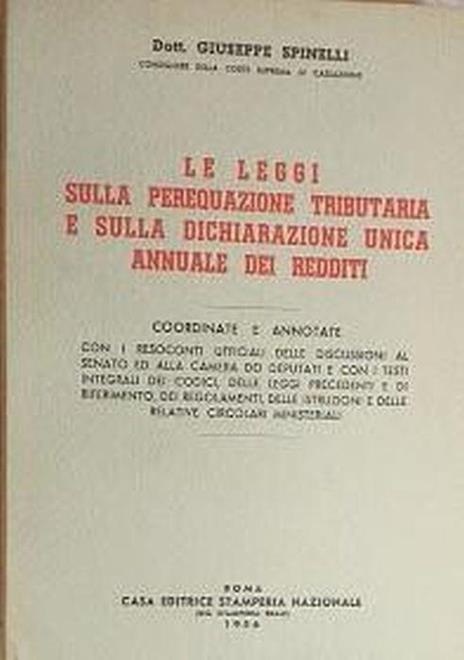 Dott. GIUSEPPE SPINELLI
CONSIGLIERE DELLA CORTE SUPREMA DI CASSAZIONE
LE LEGGI
SULLA PEREQUAZIONE TRIBUTARIA
E SULLA DICHIARAZIONE UNICA
ANNUALE DEI REDDITI
COORDINATE E ANNOTATE
CON I RESOCONTI UFFICIALI DELLE DISCUSSIONI AL
SENATO ED ALLA CAMERA DEI DEPUTATI E CON I TESTI
INTEGRALI DEI CODICI, DELLE LEGGI PRECEDENTI E DI
RIFERIMENTO, DEI REGOLAMENTI, DELLE ISTRUZIONI E DELLE
RELATIVE CIRCOLARI MINISTERIALI
ROMA
CASA EDITRICE STAMPERIA NAZIONALE
1956